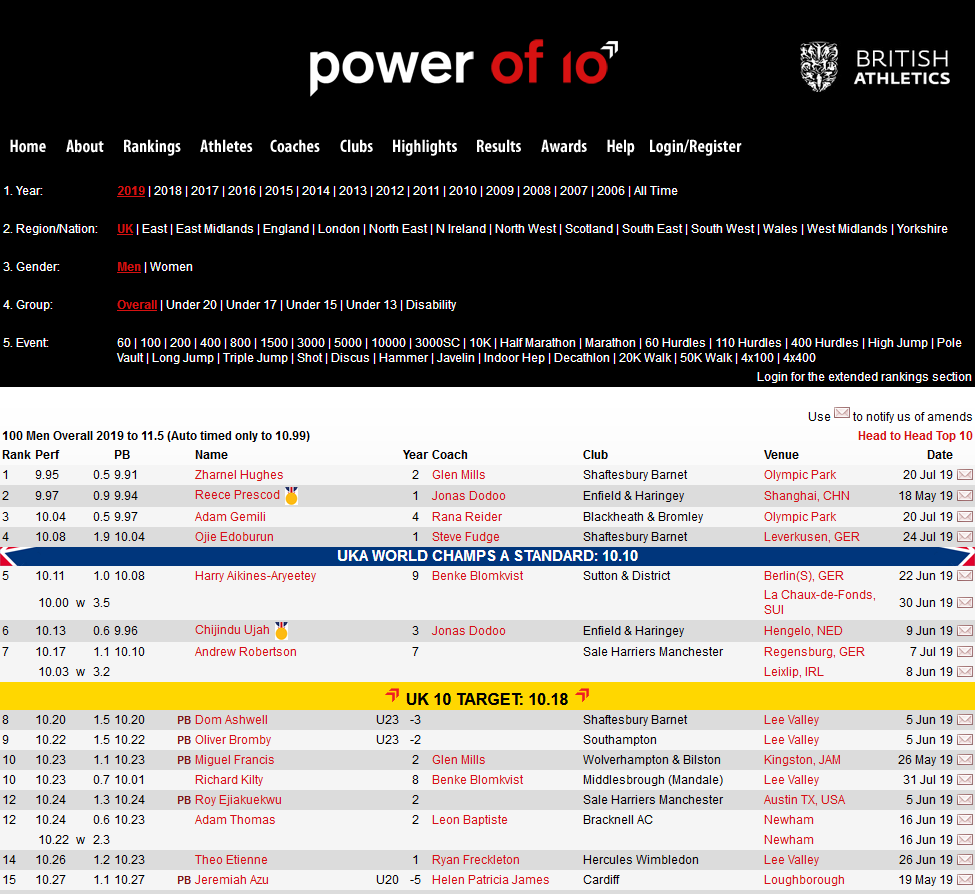 power of 10
BRITISH
ATHLETICS
Home About Rankings Athletes Coaches Clubs Highlights Results Awards Help Login/Register
1. Year: 2019 | 2018 | 2017 | 2016 | 2015 | 2014 | 2013 | 2012 | 2011 | 2010 | 2009 | 2008 | 2007 | 2006 | All Time
2. Region/Nation: UK | East | East Midlands | England | London | North East | N Ireland | North West | Scotland | South East | South West | Wales | West Midlands | Yorkshire
3. Gender: Men | Women
4. Group: Overall | Under 20 | Under 17 | Under 15 | Under 13 | Disability
5. Event: 60 | 100 | 200 | 400 | 800 | 1500 | 3000 | 5000 | 10000 | 3000SC | 10K | Half Marathon | Marathon | 60 Hurdles | 110 Hurdles | 400 Hurdles | High Jump | Pole
Vault | Long Jump | Triple Jump | Shot | Discus | Hammer | Javelin | Indoor Hep | Decathlon | 20K Walk | 50K Walk | 4x100 | 4x400
Login for the extended rankings section
Use to notify us of amends
100 Men Overall 2019 to 11.5 (Auto timed only to 10.99) Head to Head Top 10
Rank Perf PB Name Year Coach Club Venue Date
1 9.95 0.5 9.91 Zharnel Hughes 2 Glen Mills Shaftesbury Barnet Olympic Park 20 Jul 19
2 9.97 0.9 9.94 Reece Prescod 1 Jonas Dodoo Enfield & Haringey Shanghai, CHN 18 May 19
3 10.04 0.5 9.97 Adam Gemili 4 Rana Reider Blackheath & Bromley Olympic Park 20 Jul 19
4 10.08 1.9 10.04 Ojie Edoburun 1 Steve Fudge Shaftesbury Barnet Leverkusen, GER 24 Jul 19
UKA WORLD CHAMPS A STANDARD: 10.10
5 10.11 1.0 10.08 Harry Aikines-Aryeetey 9 Benke Blomkvist Sutton & District Berlin(S), GER 22 Jun 19
10.00 w 3.5 La Chaux-de-Fonds, 30 Jun 19
SUI
6 10.13 0.6 9.96 Chijindu Ujah 3 Jonas Dodoo Enfield & Haringey Hengelo, NED 9 Jun 19
7 10.17 1.1 10.10 Andrew Robertson 7 Sale Harriers Manchester Regensburg, GER 7 Jul 19
10.03 w 3.2 Leixlip, IRL 8 Jun 19
UK 10 TARGET: 10.18
8 10.20 1.5 10.20 PB Dom Ashwell U23 -3 Shaftesbury Barnet Lee Valley 5 Jun 19
9 10.22 1.5 10.22 PB Oliver Bromby U23 -2 Southampton Lee Valley 5 Jun 19
10 10.23 1.1 10.23 PB Miguel Francis 2 Glen Mills Wolverhampton & Bilston Kingston, JAM 26 May 19
10 10.23 0.7 10.01 Richard Kilty 8 Benke Blomkvist Middlesbrough (Mandale) Lee Valley 31 Jul 19
12 10.24 1.3 10.24 PB Roy Ejiakuekwu 2 Sale Harriers Manchester Austin TX, USA 5 Jun 19
12 10.24 0.6 10.23 Adam Thomas 2 Leon Baptiste Bracknell AC Newham 16 Jun 19
10.22 w 2.3 Newham 16 Jun 19
14 10.26 1.2 10.23 Theo Etienne 1 Ryan Freckleton Hercules Wimbledon Lee Valley 26 Jun 19
15 10.27 1.1 10.27 PB Jeremiah Azu U20 -5 Helen Patricia James Cardiff Loughborough 19 May 19